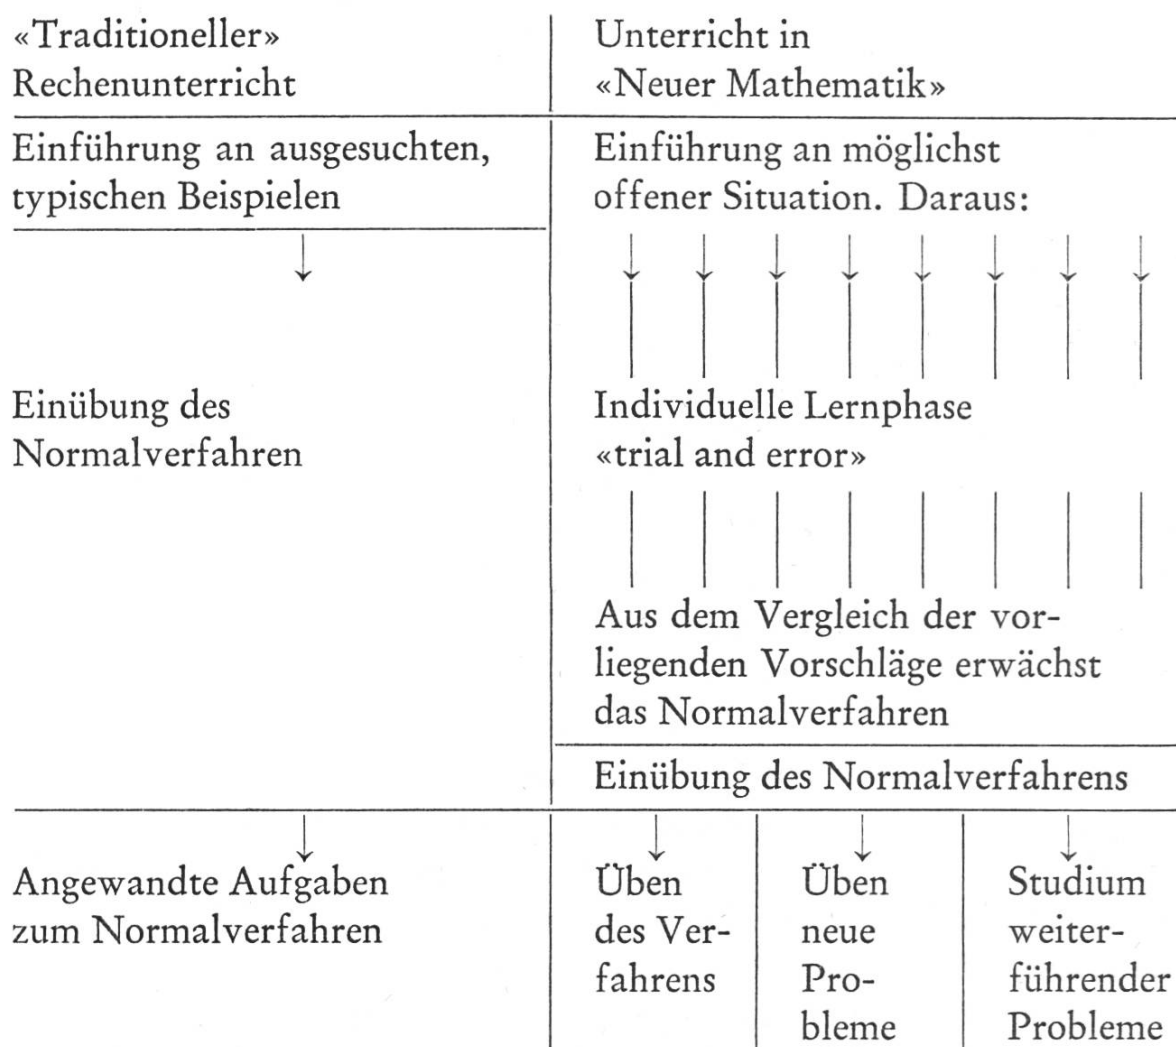 «Traditioneller»
Rechenunterricht
Unterricht in
«Neuer Mathematik»
Einführung an ausgesuchten,
typischen Beispielen
Einführung an möglichst
offener Situation. Daraus:
Einübung des
Normalverfahren
Individuelle Lernphase
«trial and error»
Aus dem Vergleich der vor-
liegenden Vorschläge erwächst
das Normalverfahren
Einübung des Normalverfahrens
Angewandte Aufgaben
zum Normalverfahren
Üben
des Ver-
fahrens
Üben
neue
Pro-
bleme
Studium
weiter-
führender
Probleme